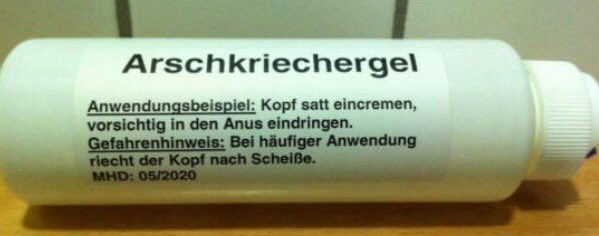 Arschkriechergel
Anwendungsbeispiel: Kopf satt eincremen,
vorsichtig in den Anus eindringen.
Gefahrenhinweis: Bei häufiger Anwendung
riecht der Kopf nach Scheiße.
MHD: 05/2020